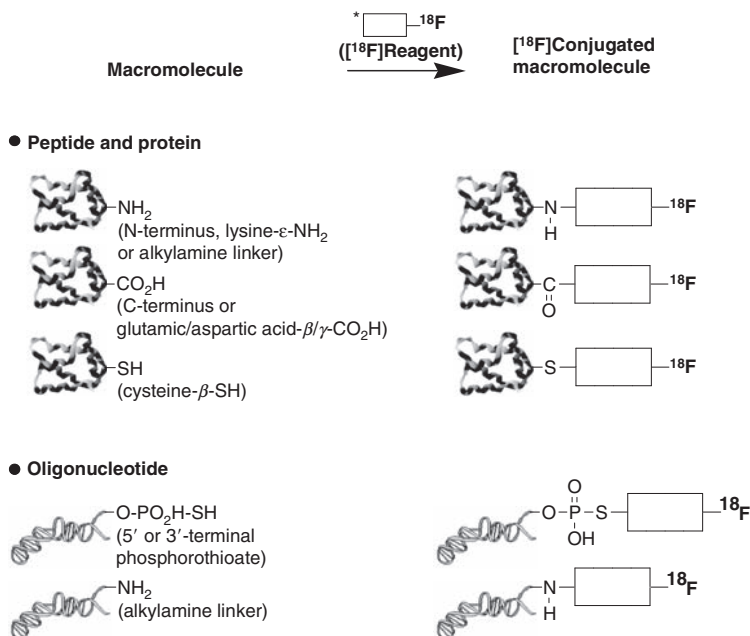 *
—¹⁸F
Macromolecule
([¹⁸F]Reagent)
[¹⁸F]Conjugated
macromolecule
● Peptide and protein
–NH₂
(N-terminus, lysine-ε-NH₂
or alkylamine linker)
N
H
¹⁸F
–CO₂H
(C-terminus or
glutamic/aspartic acid-β/γ-CO₂H)
C
O
¹⁸F
–SH
(cysteine-β-SH)
S
¹⁸F
● Oligonucleotide
O-PO₂H-SH
(5′ or 3′-terminal
phosphorothioate)
O
O–P–S
OH
¹⁸F
NH₂
(alkylamine linker)
N
H
¹⁸F